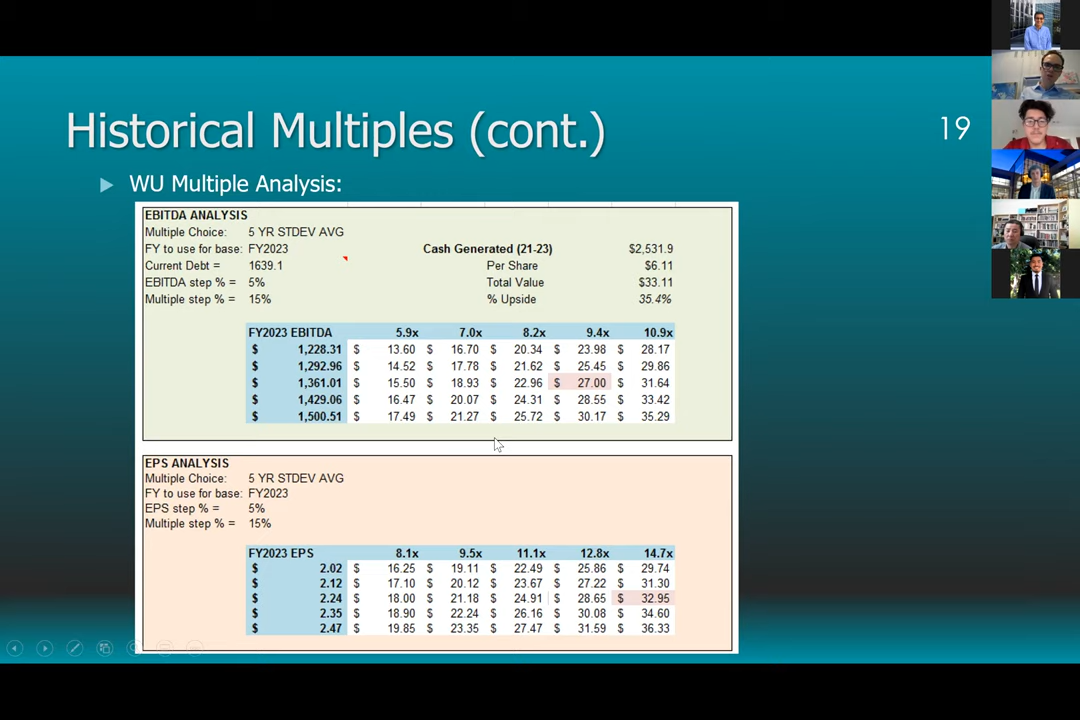 Historical Multiples (cont.)
19
WU Multiple Analysis:
EBITDA ANALYSIS
Multiple Choice: 5 YR STDEV AVG
FY to use for base: FY2023 Cash Generated (21-23) $2,531.9
Current Debt = 1639.1 Per Share $6.11
EBITDA step % = 5% Total Value $33.11
Multiple step % = 15% % Upside 35.4%
FY2023 EBITDA 5.9x 7.0x 8.2x 9.4x 10.9x
$ 1,228.31 $ 13.60 $ 16.70 $ 20.34 $ 23.98 $ 28.17
$ 1,292.96 $ 14.52 $ 17.78 $ 21.62 $ 25.45 $ 29.86
$ 1,361.01 $ 15.50 $ 18.93 $ 22.96 $ 27.00 $ 31.64
$ 1,429.06 $ 16.47 $ 20.07 $ 24.31 $ 28.55 $ 33.42
$ 1,500.51 $ 17.49 $ 21.27 $ 25.72 $ 30.17 $ 35.29
EPS ANALYSIS
Multiple Choice: 5 YR STDEV AVG
FY to use for base: FY2023
EPS step % = 5%
Multiple step % = 15%
FY2023 EPS 8.1x 9.5x 11.1x 12.8x 14.7x
$ 2.02 $ 16.25 $ 19.11 $ 22.49 $ 25.86 $ 29.74
$ 2.12 $ 17.10 $ 20.12 $ 23.67 $ 27.22 $ 31.30
$ 2.24 $ 18.00 $ 21.18 $ 24.91 $ 28.65 $ 32.95
$ 2.35 $ 18.90 $ 22.24 $ 26.16 $ 30.08 $ 34.60
$ 2.47 $ 19.85 $ 23.35 $ 27.47 $ 31.59 $ 36.33